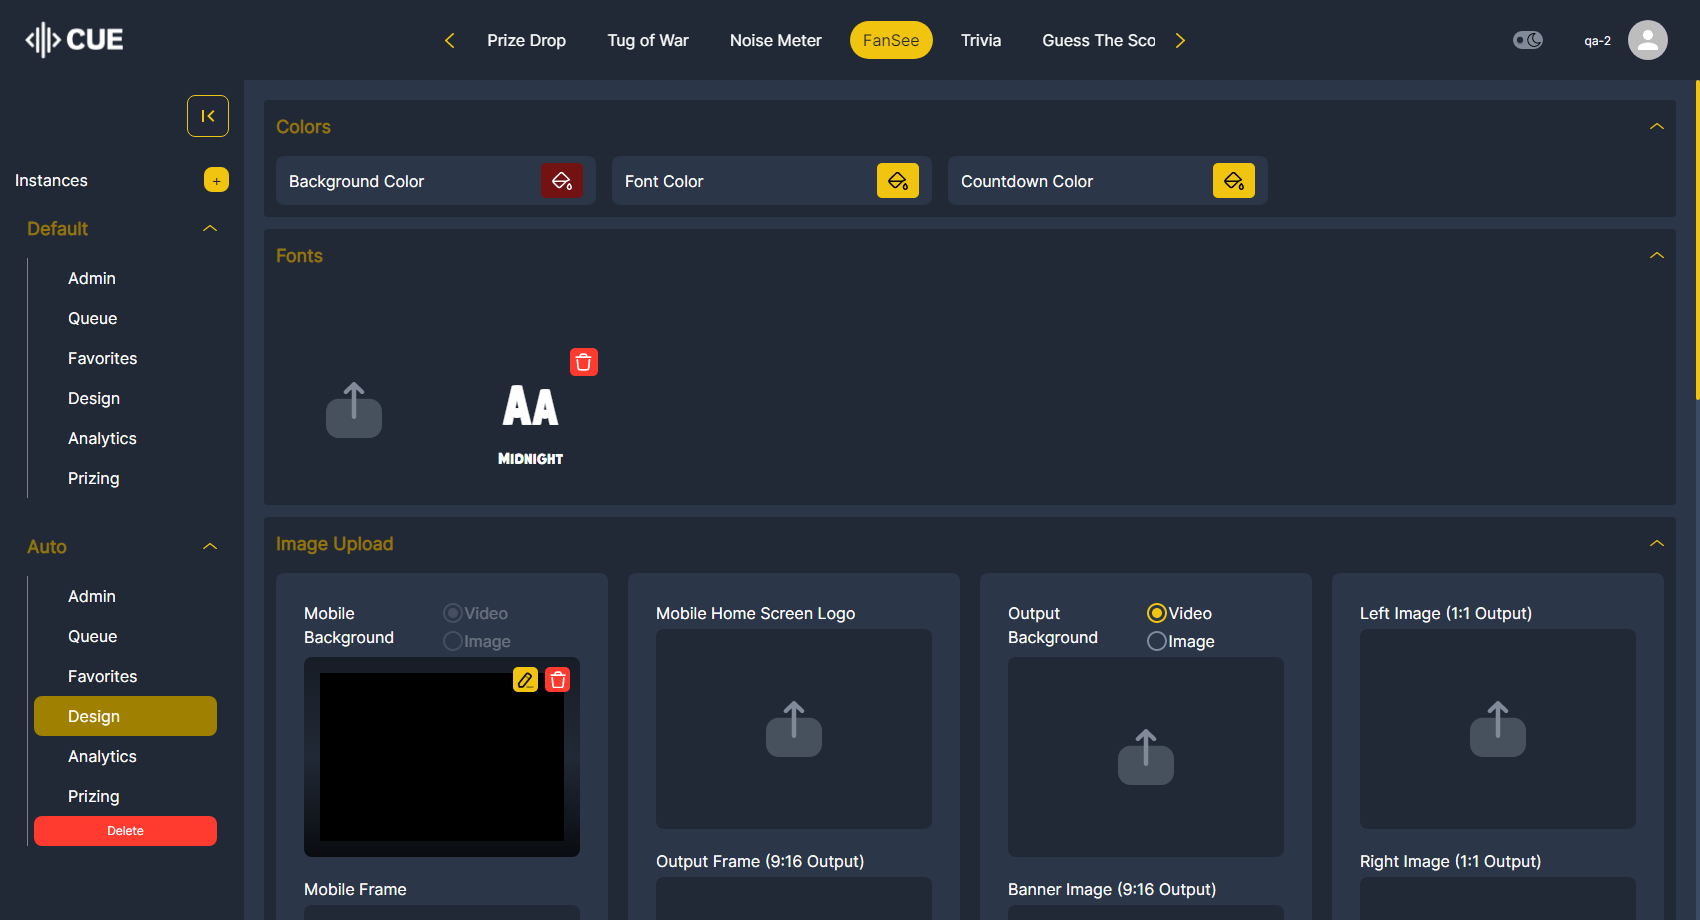 CUE
Prize Drop
Tug of War
Noise Meter
FanSee
Trivia
Guess The Sco
qa-2
Instances
+
Default
Admin
Queue
Favorites
Design
Analytics
Prizing
Auto
Admin
Queue
Favorites
Design
Analytics
Prizing
Delete
Colors
Background Color
Font Color
Countdown Color
Fonts
AA
MIDNIGHT
Image Upload
Mobile
Background
Video
Image
Mobile Frame
Mobile Home Screen Logo
Output Frame (9:16 Output)
Output
Background
Video
Image
Banner Image (9:16 Output)
Left Image (1:1 Output)
Right Image (1:1 Output)